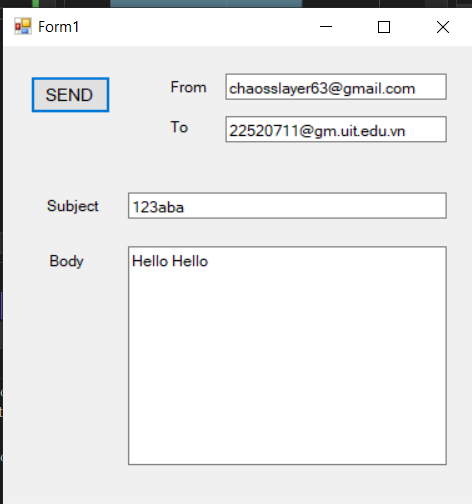 Form1
SEND
From chaosslayer63@gmail.com
To 22520711@gm.uit.edu.vn
Subject 123aba
Body Hello Hello